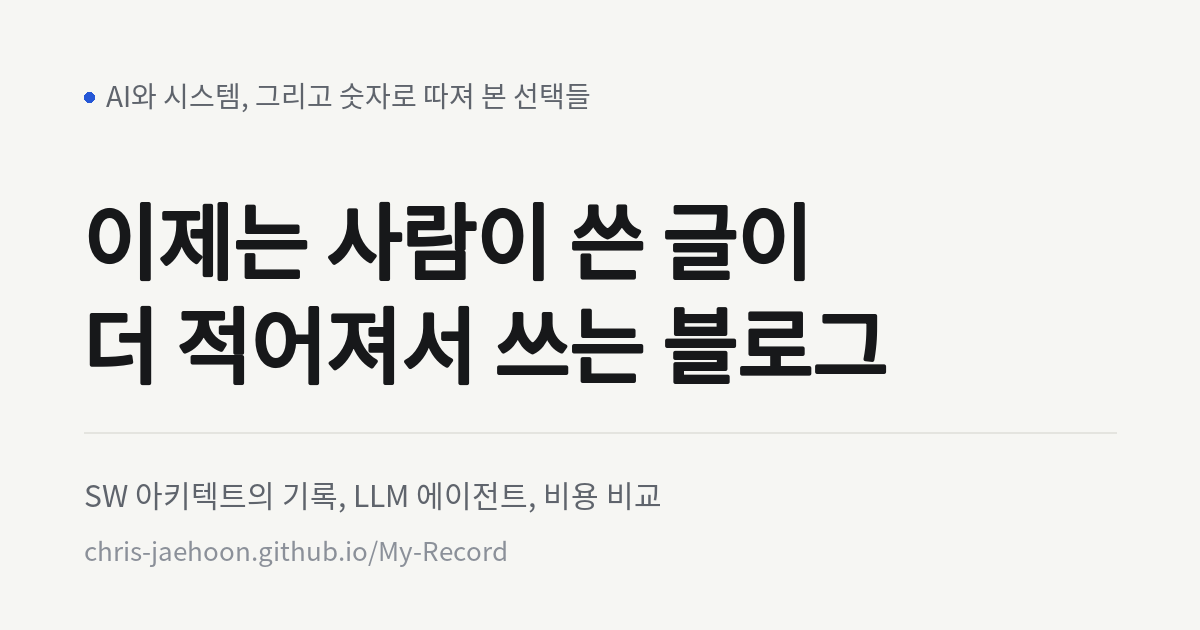 AI와 시스템, 그리고 숫자로 따져 본 선택들
이제는 사람이 쓴 글이
더 적어져서 쓰는 블로그
SW 아키텍트의 기록, LLM 에이전트, 비용 비교
chris-jaehoon.github.io/My-Record